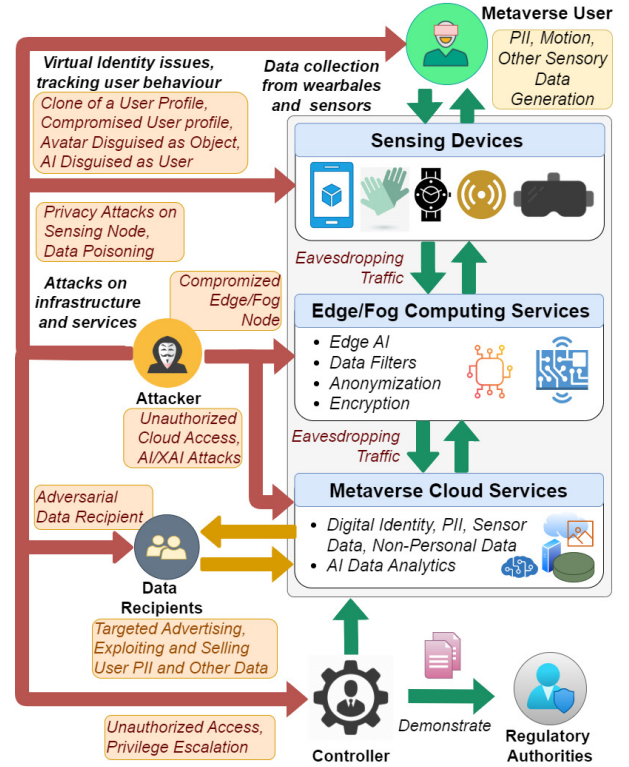 Metaverse User
PII, Motion,
Other Sensory
Data
Generation
Virtual Identity issues,
tracking user behaviour
Clone of a User Profile,
Compromised User profile,
Avatar Disguised as Object,
AI Disguised as User
Data collection
from wearbales
and sensors
Sensing Devices
Privacy Attacks on
Sensing Node,
Data Poisoning
Eavesdropping
Traffic
Attacks on
infrastructure
and services
Compromized
Edge/Fog
Node
Edge/Fog Computing Services
• Edge AI
• Data Filters
• Anonymization
• Encryption
Attacker
Unauthorized
Cloud Access,
AI/XAI Attacks
Eavesdropping
Traffic
Metaverse Cloud Services
• Digital Identity, PII, Sensor
Data, Non-Personal Data
• AI Data Analytics
Adversarial
Data Recipient
Data
Recipients
Targeted Advertising,
Exploiting and Selling
User PII and Other Data
Unauthorized Access,
Privilege Escalation
Controller
Demonstrate
Regulatory
Authorities